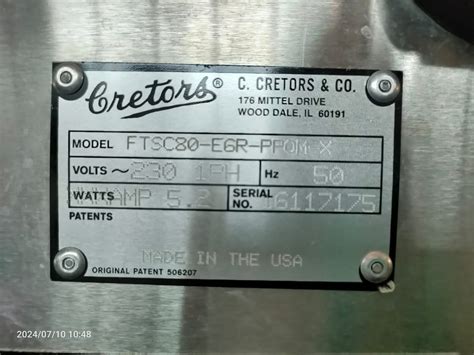 Cretors® C. CRETORS & CO.
176 MITTEL DRIVE
WOOD DALE, IL 60191
MODEL FTSC80-E6R-PPOM-X
VOLTS ~ 230 1PH Hz 50
WATTS AMP 5.2 SERIAL NO. 16117175
PATENTS
MADE IN THE USA
ORIGINAL PATENT 506207
2024/07/10 10:48